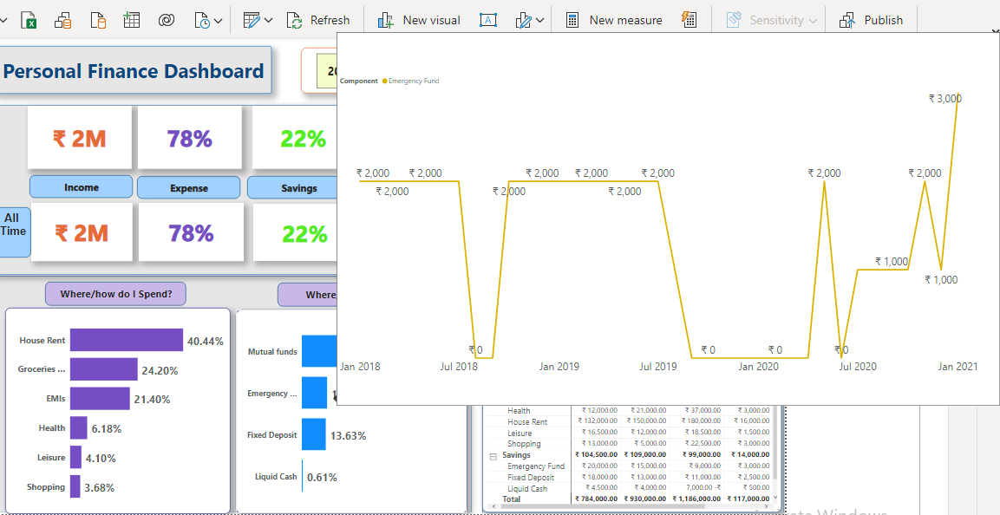 Refresh
New visual
New measure
Sensitivity
Publish
Personal Finance Dashboard
₹ 2M
78%
22%
Income
Expense
Savings
All
Time
₹ 2M
78%
22%
Component Emergency Fund
₹ 3,000
₹ 2,000 ₹ 2,000 ₹ 2,000 ₹ 2,000 ₹ 2,000 ₹ 2,000 ₹ 2,000
₹ 2,000 ₹ 2,000 ₹ 2,000
₹ 1,000
₹ 1,000
₹ 0 ₹ 0 ₹ 0 ₹ 0
Jan 2018 Jul 2018 Jan 2019 Jul 2019 Jan 2020 Jul 2020 Jan 2021
Where/how do I Spend?
House Rent 40.44%
Groceries ... 24.20%
EMIs 21.40%
Health 6.18%
Leisure 4.10%
Shopping 3.68%
Where
Mutual funds
Emergency ...
Fixed Deposit 13.63%
Liquid Cash 0.61%
Health ₹ 12,000.00 ₹ 21,000.00 ₹ 37,000.00 ₹ 3,000.00
House Rent ₹ 132,000.00 ₹ 150,000.00 ₹ 180,000.00 ₹ 16,000.00
Leisure ₹ 16,500.00 ₹ 12,000.00 ₹ 18,500.00 ₹ 1,500.00
Shopping ₹ 13,000.00 ₹ 5,000.00 ₹ 22,500.00 ₹ 3,000.00
Savings ₹ 104,500.00 ₹ 109,000.00 ₹ 99,000.00 ₹ 14,000.00
Emergency Fund ₹ 20,000.00 ₹ 15,000.00 ₹ 9,000.00 ₹ 3,000.00
Fixed Deposit ₹ 18,000.00 ₹ 13,000.00 ₹ 11,000.00 ₹ 2,500.00
Liquid Cash ₹ 4,500.00 ₹ 4,000.00 7,000.00 -₹ ₹ 500.00
Total ₹ 784,000.00 ₹ 930,000.00 ₹ 1,186,000.00 ₹ 117,000.00